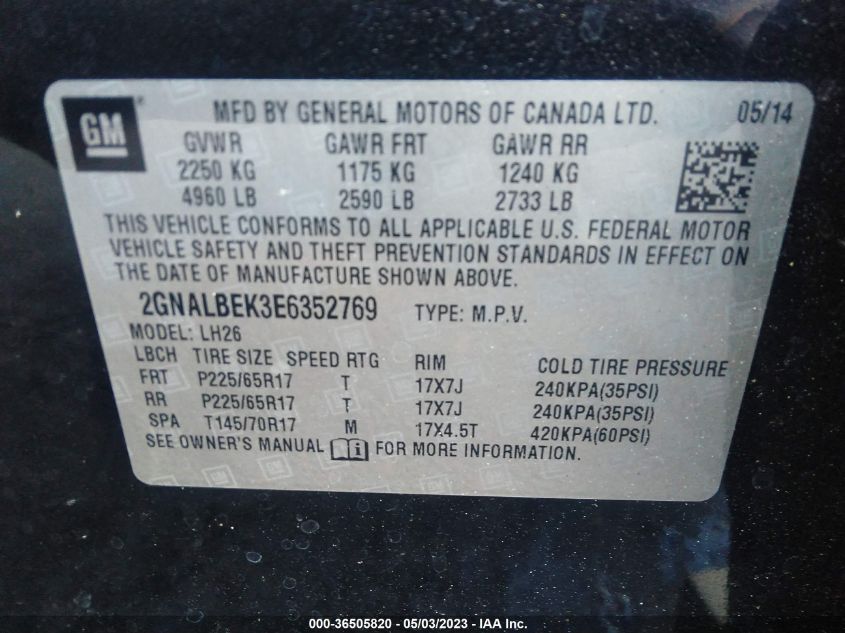 GM ® MFD BY GENERAL MOTORS OF CANADA LTD. 05/14
GVWR GAWR FRT GAWR RR
2250 KG 1175 KG 1240 KG
4960 LB 2590 LB 2733 LB
THIS VEHICLE CONFORMS TO ALL APPLICABLE U.S. FEDERAL MOTOR
VEHICLE SAFETY AND THEFT PREVENTION STANDARDS IN EFFECT ON
THE DATE OF MANUFACTURE SHOWN ABOVE.
2GNALBEK3E6352769 TYPE: M.P.V.
MODEL: LH26
LBCH TIRE SIZE SPEED RTG RIM COLD TIRE PRESSURE
FRT P225/65R17 T 17X7J 240KPA(35PSI)
RR P225/65R17 T 17X7J 240KPA(35PSI)
SPA T145/70R17 M 17X4.5T 420KPA(60PSI)
SEE OWNER'S MANUAL i FOR MORE INFORMATION.
000-36505820 - 05/03/2023 - IAA Inc.